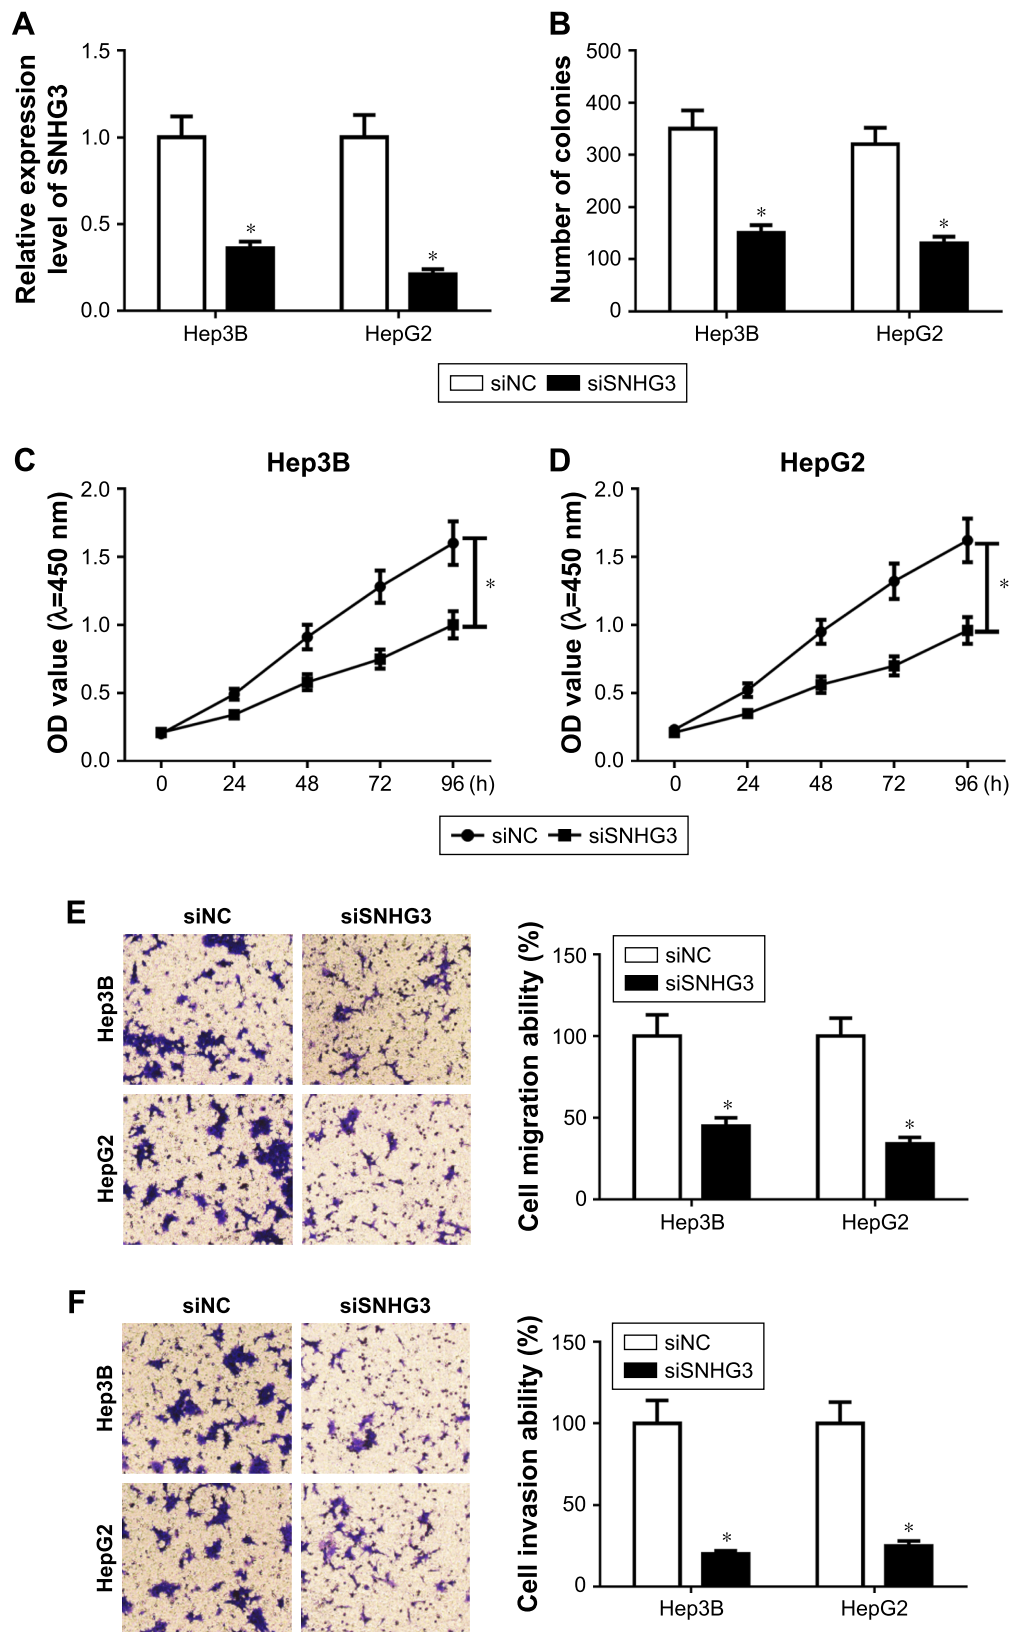 A
Relative expression
level of SNHG3
1.5
1.0
0.5
0.0
*
*
Hep3B
HepG2
B
Number of colonies
500
400
300
200
100
0
*
*
Hep3B
HepG2
siNC
siSNHG3
C
Hep3B
OD value (λ=450 nm)
2.0
1.5
1.0
0.5
0.0
*
0
24
48
72
96 (h)
D
HepG2
OD value (λ=450 nm)
2.0
1.5
1.0
0.5
0.0
*
0
24
48
72
96 (h)
siNC
siSNHG3
E
siNC
siSNHG3
Hep3B
HepG2
Cell migration ability (%)
150
100
50
0
siNC
siSNHG3
*
*
Hep3B
HepG2
F
siNC
siSNHG3
Hep3B
HepG2
Cell invasion ability (%)
150
100
50
0
siNC
siSNHG3
*
*
Hep3B
HepG2